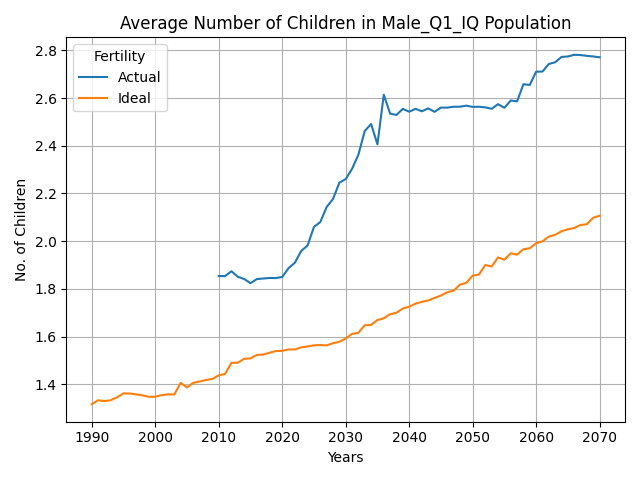 Average Number of Children in Male_Q1_IQ Population
Fertility
Actual
Ideal
No. of Children
2.8
2.6
2.4
2.2
2.0
1.8
1.6
1.4
1990 2000 2010 2020 2030 2040 2050 2060 2070
Years